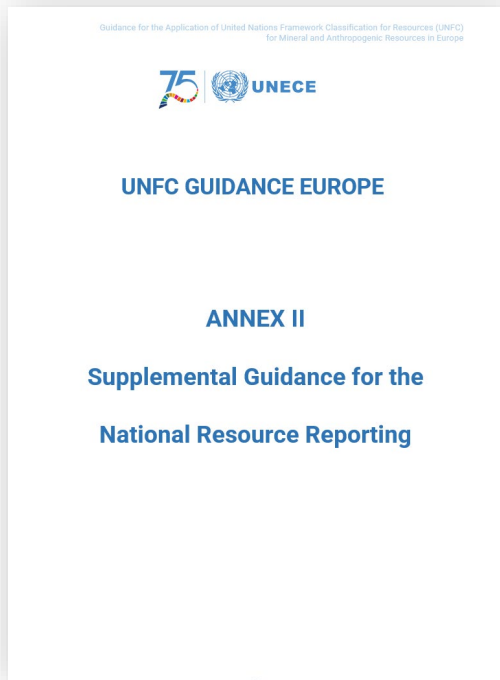 Guidance for the Application of United Nations Framework Classification for Resources (UNFC)
for Mineral and Anthropogenic Resources in Europe
75 UNECE
UNFC GUIDANCE EUROPE
ANNEX II
Supplemental Guidance for the
National Resource Reporting